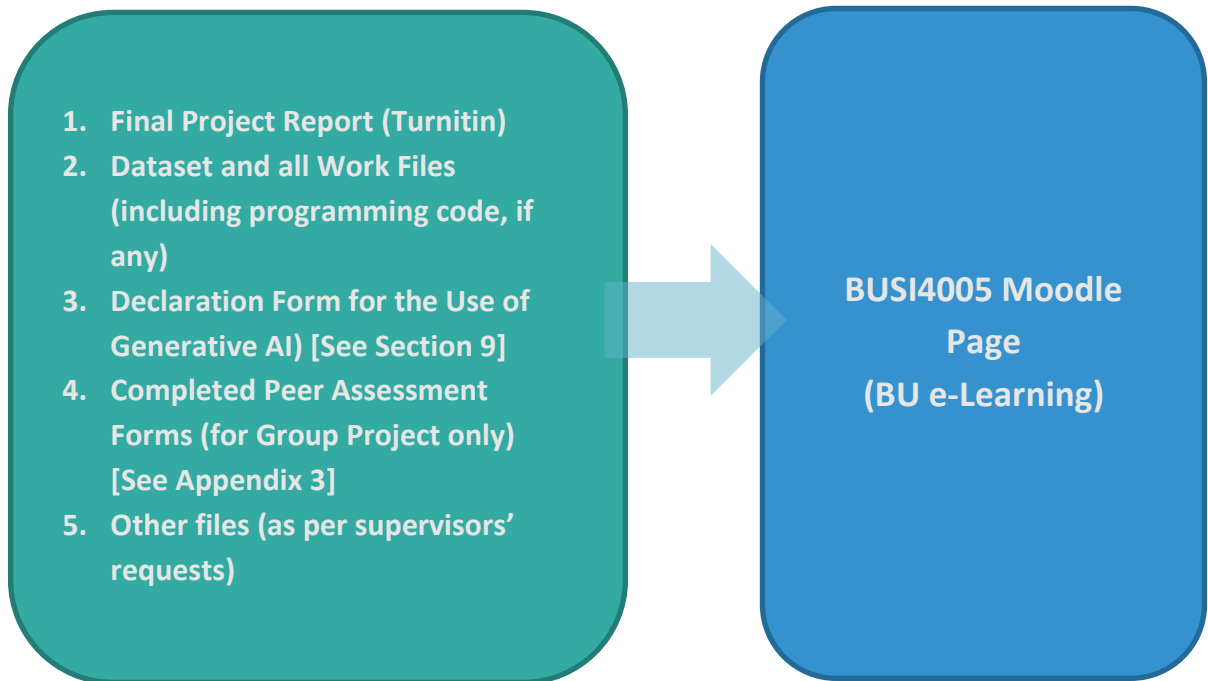 1. Final Project Report (Turnitin)
2. Dataset and all Work Files
(including programming code, if
any)
3. Declaration Form for the Use of
Generative AI) [See Section 9]
4. Completed Peer Assessment
Forms (for Group Project only)
[See Appendix 3]
5. Other files (as per supervisors’
requests)
BUSI4005 Moodle
Page
(BU e-Learning)